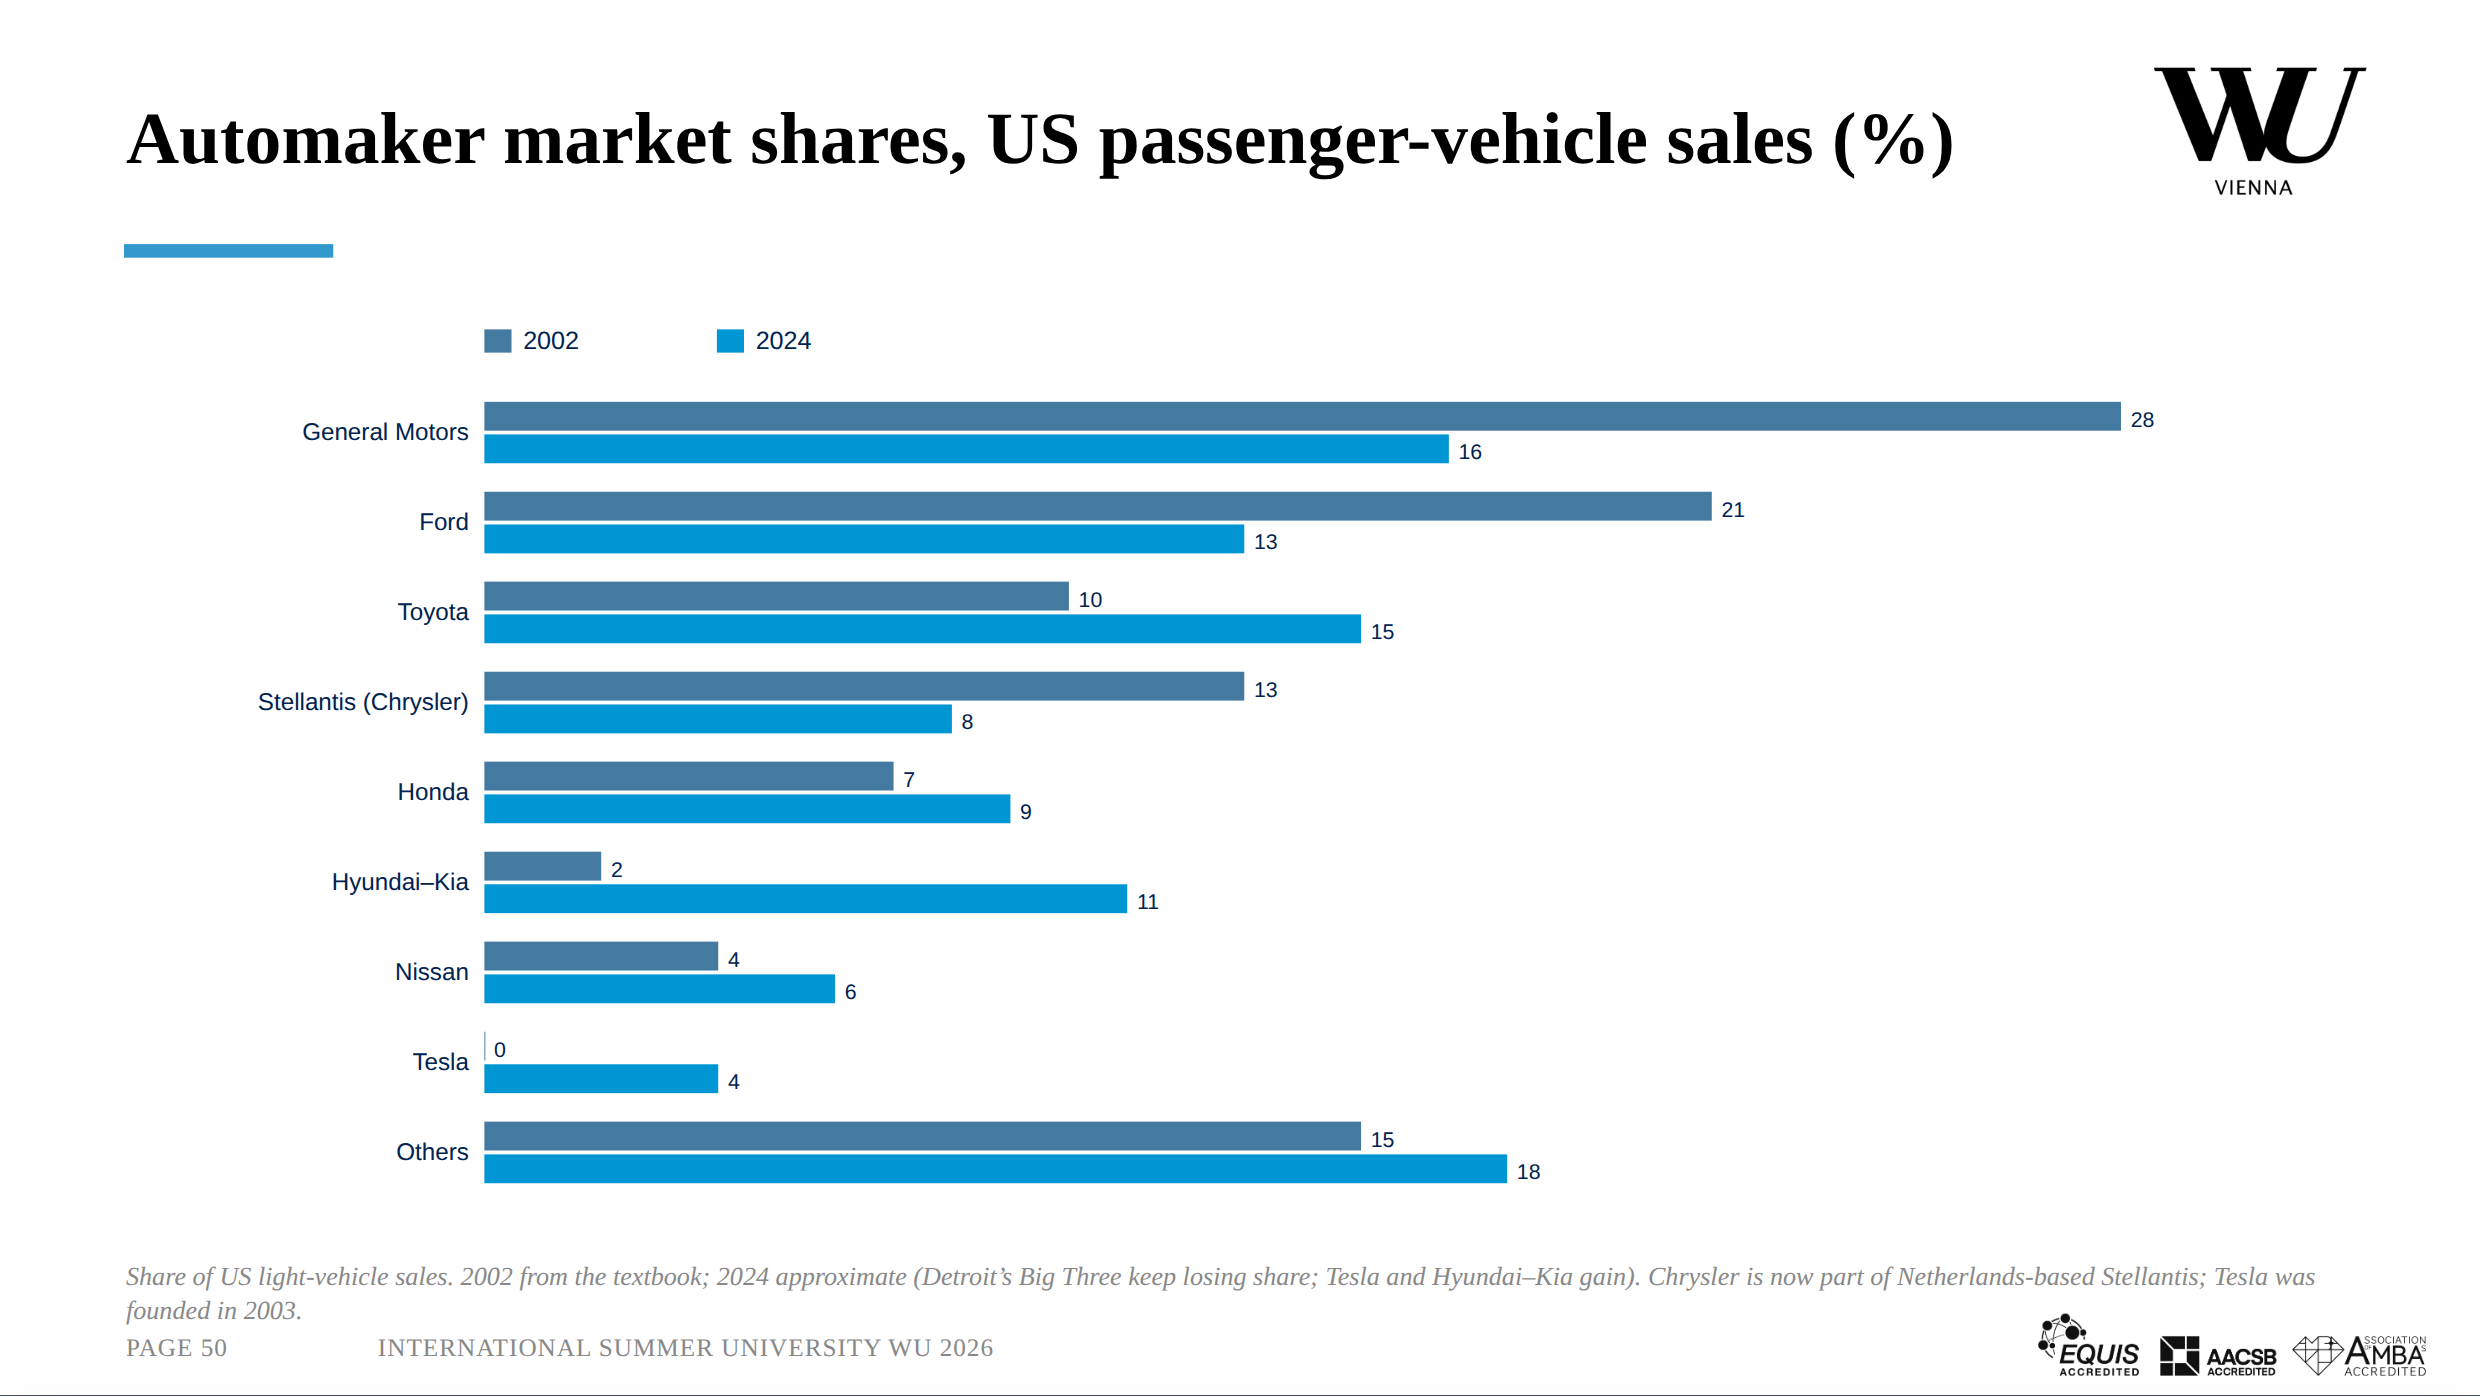 Automaker market shares, US passenger-vehicle sales (%)
WU
VIENNA
2002 2024
General Motors 28
16
Ford 21
13
Toyota 10
15
Stellantis (Chrysler) 13
8
Honda 7
9
Hyundai–Kia 2
11
Nissan 4
6
Tesla 0
4
Others 15
18
Share of US light-vehicle sales. 2002 from the textbook; 2024 approximate (Detroit’s Big Three keep losing share; Tesla and Hyundai–Kia gain). Chrysler is now part of Netherlands-based Stellantis; Tesla was
founded in 2003.
PAGE 50 INTERNATIONAL SUMMER UNIVERSITY WU 2026
EQUIS
ACCREDITED
AACSB
ACCREDITED
ASSOCIATION
OF AMBAS
ACCREDITED